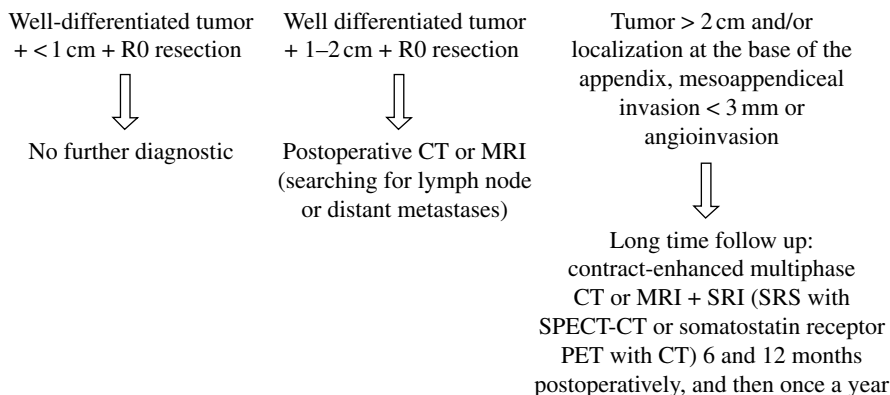 Well-differentiated tumor
+ < 1 cm + R0 resection
No further diagnostic
Well differentiated tumor
+ 1–2 cm + R0 resection
Postoperative CT or MRI
(searching for lymph node
or distant metastases)
Tumor > 2 cm and/or
localization at the base of the
appendix, mesoappendiceal
invasion < 3 mm or
angioinvasion
Long time follow up:
contract-enhanced multiphase
CT or MRI + SRI (SRS with
SPECT-CT or somatostatin receptor
PET with CT) 6 and 12 months
postoperatively, and then once a year